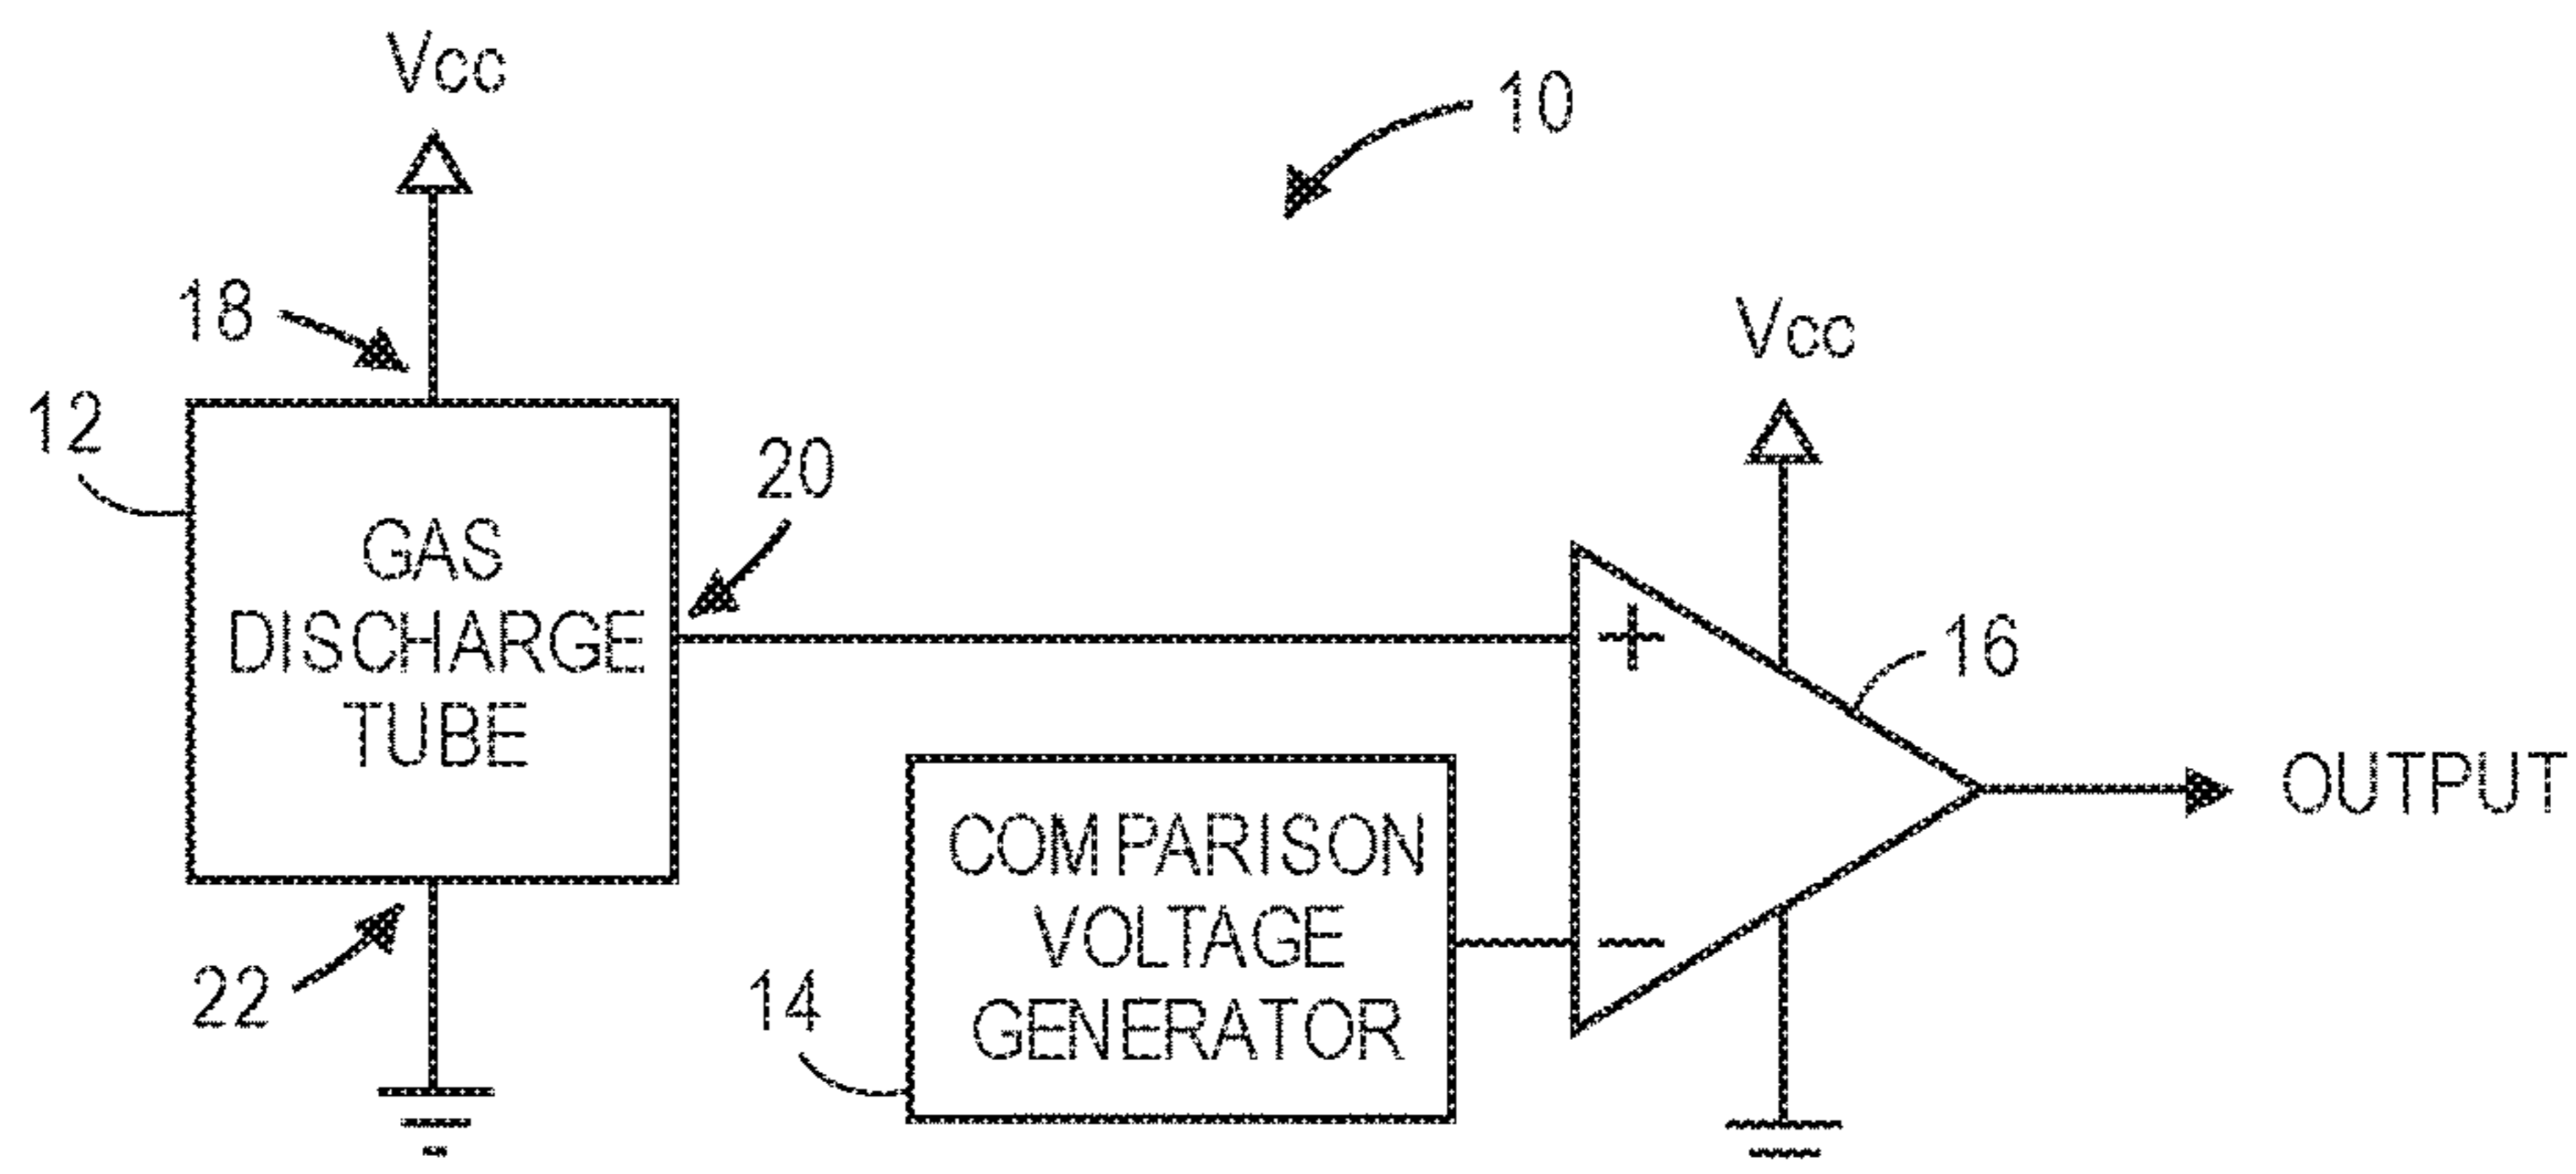 Vcc
10
18
Vcc
12
20
GAS
DISCHARGE
TUBE
+
16
OUTPUT
COMPARISON
VOLTAGE
GENERATOR
−
22
14